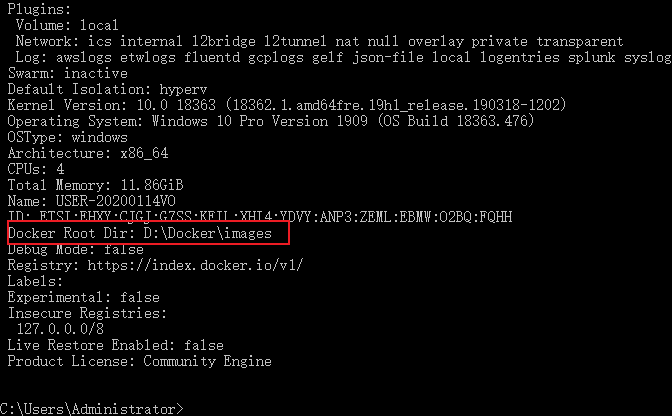 Plugins:
Volume: local
Network: ics internal l2bridge l2tunnel nat null overlay private transparent
Log: awslogs etwlogs fluentd gcplogs gelf json-file local logentries splunk syslog
Swarm: inactive
Default Isolation: hyperv
Kernel Version: 10.0 18363 (18362.1.amd64fre.19h1_release.190318-1202)
Operating System: Windows 10 Pro Version 1909 (OS Build 18363.476)
OSType: windows
Architecture: x86_64
CPUs: 4
Total Memory: 11.86GiB
Name: USER-20200114VO
ID: ETSI:EHXY:CJGJ:G7SS:KEIL:XHI4:YDVY:ANP3:ZEML:EBMW:O2BQ:FQHH
Docker Root Dir: D:\Docker\images
Debug Mode: false
Registry: https://index.docker.io/v1/
Labels:
Experimental: false
Insecure Registries:
127.0.0.0/8
Live Restore Enabled: false
Product License: Community Engine
C:\Users\Administrator>